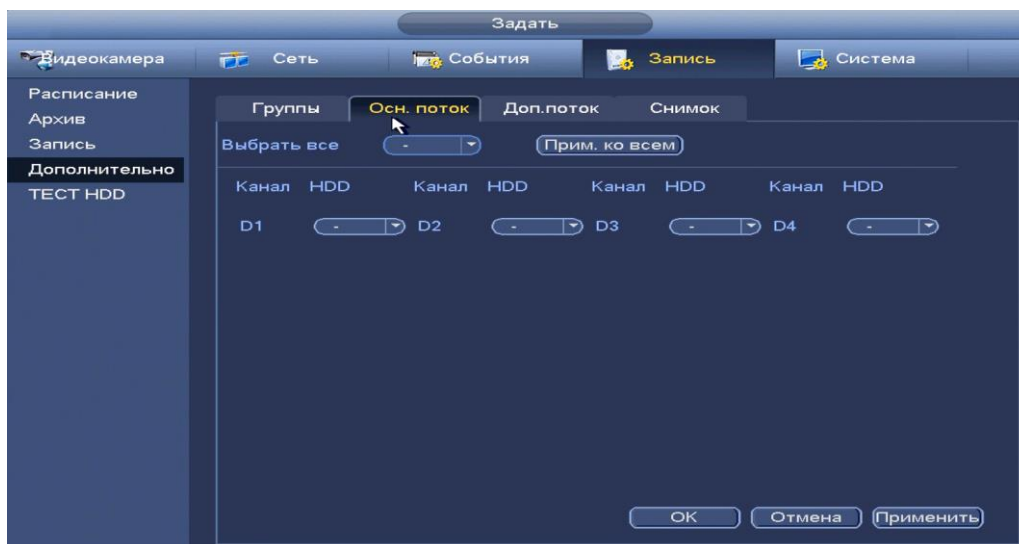 Задать
Видеокамера Сеть События Запись Система
Расписание
Архив
Запись
Дополнительно
ТЕСТ HDD
Группы Осн. поток Доп.поток Снимок
Выбрать все - Прим. ко всем
Канал HDD Канал HDD Канал HDD Канал HDD
D1 - D2 - D3 - D4 -
OK Отмена Применить